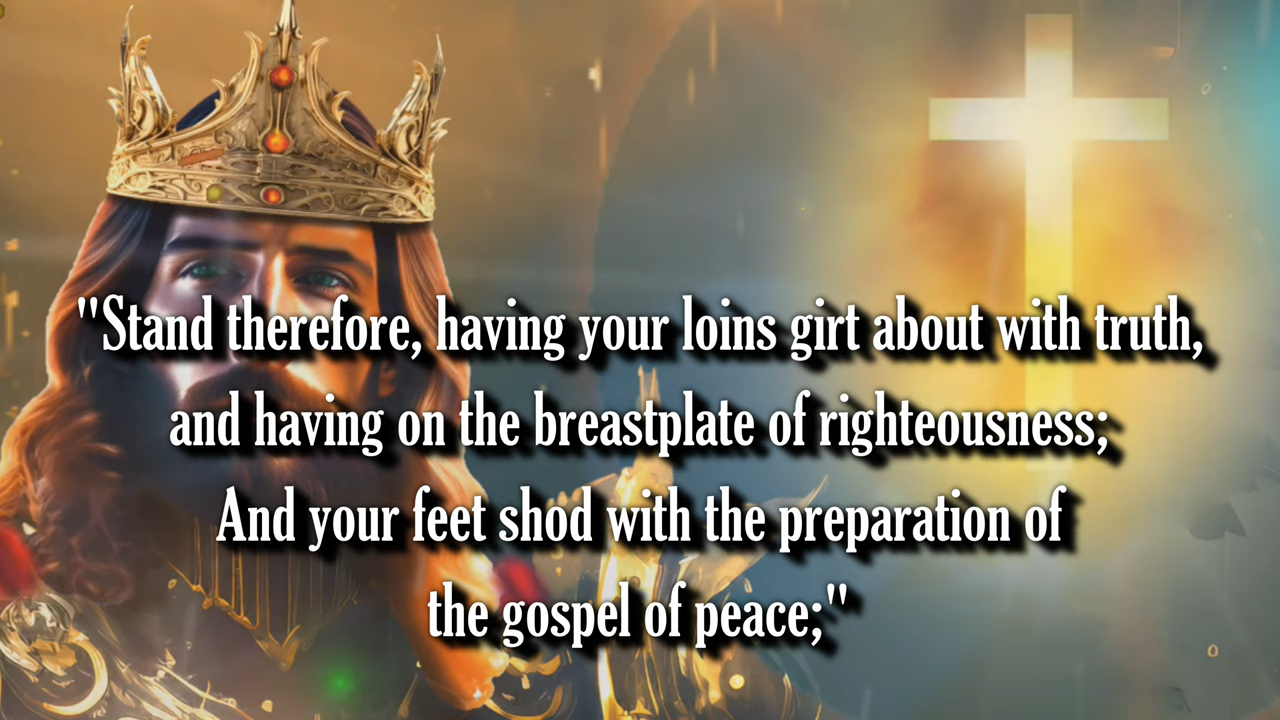 "Stand therefore, having your loins girt about with truth,
and having on the breastplate of righteousness;
And your feet shod with the preparation of
the gospel of peace;"